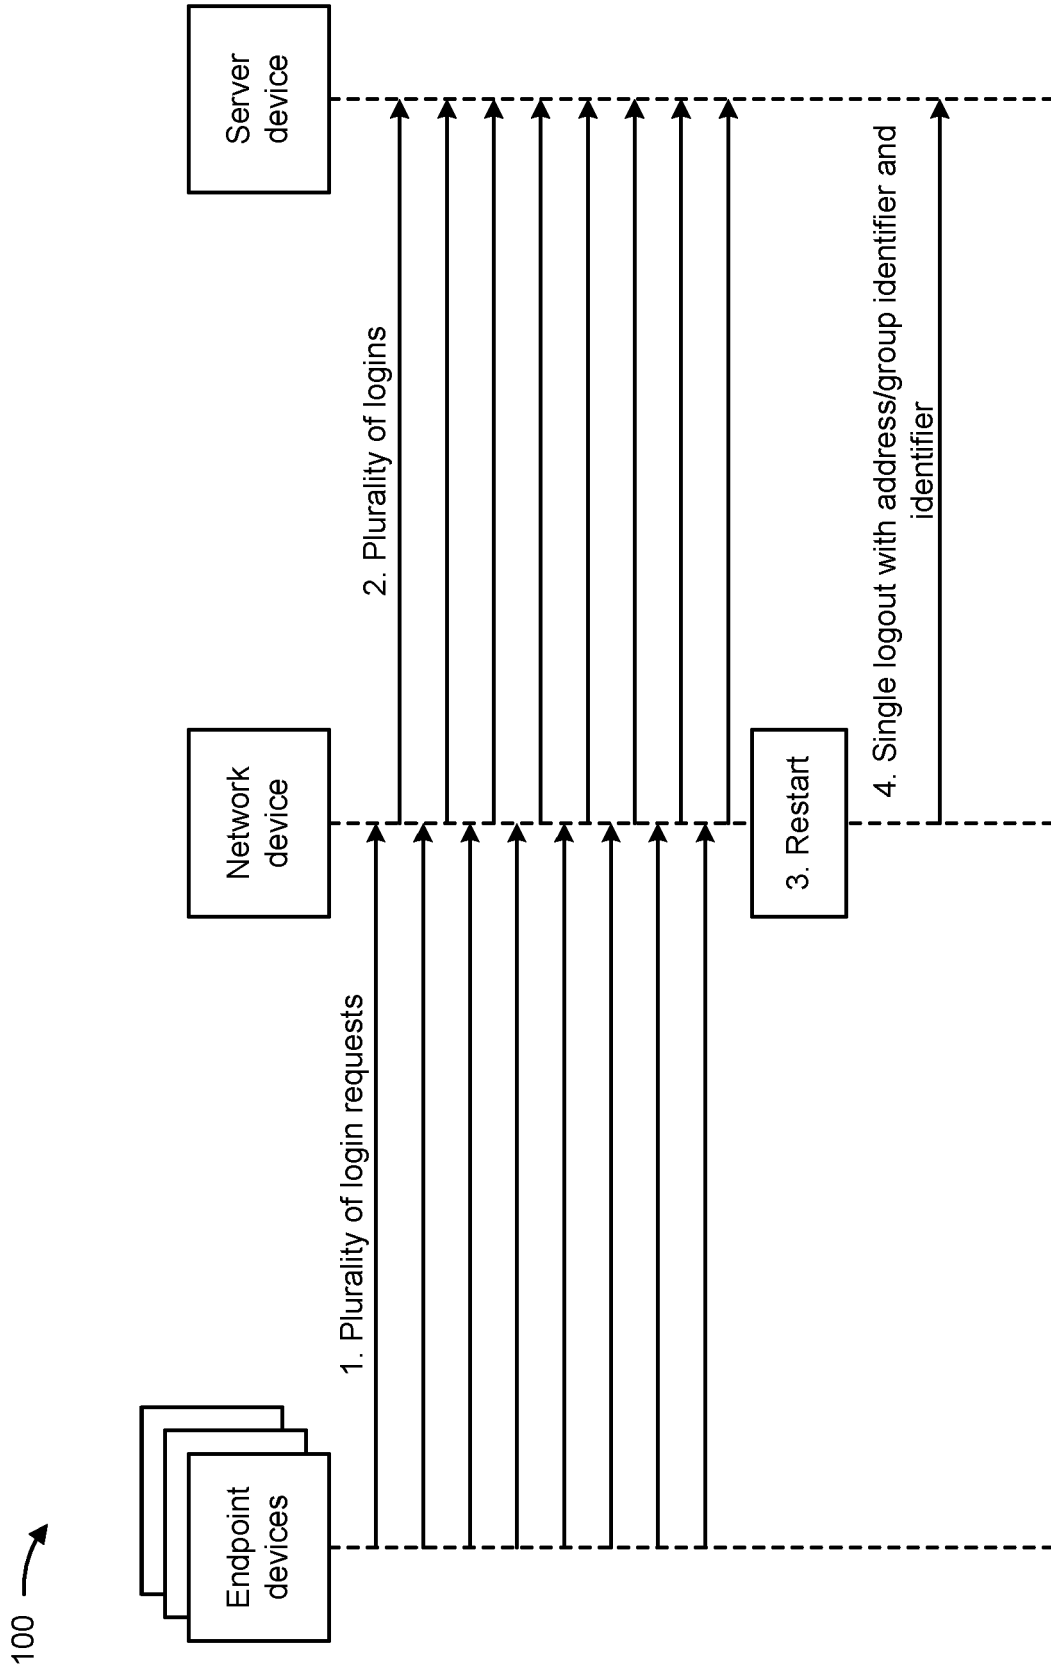 100
Endpoint
devices
Network
device
Server
device
1. Plurality of login requests
2. Plurality of logins
3. Restart
4. Single logout with address/group identifier and
identifier